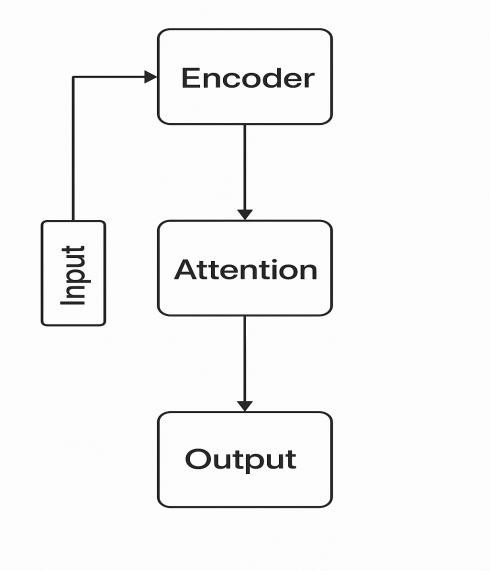 Encoder
Input
Attention
Output